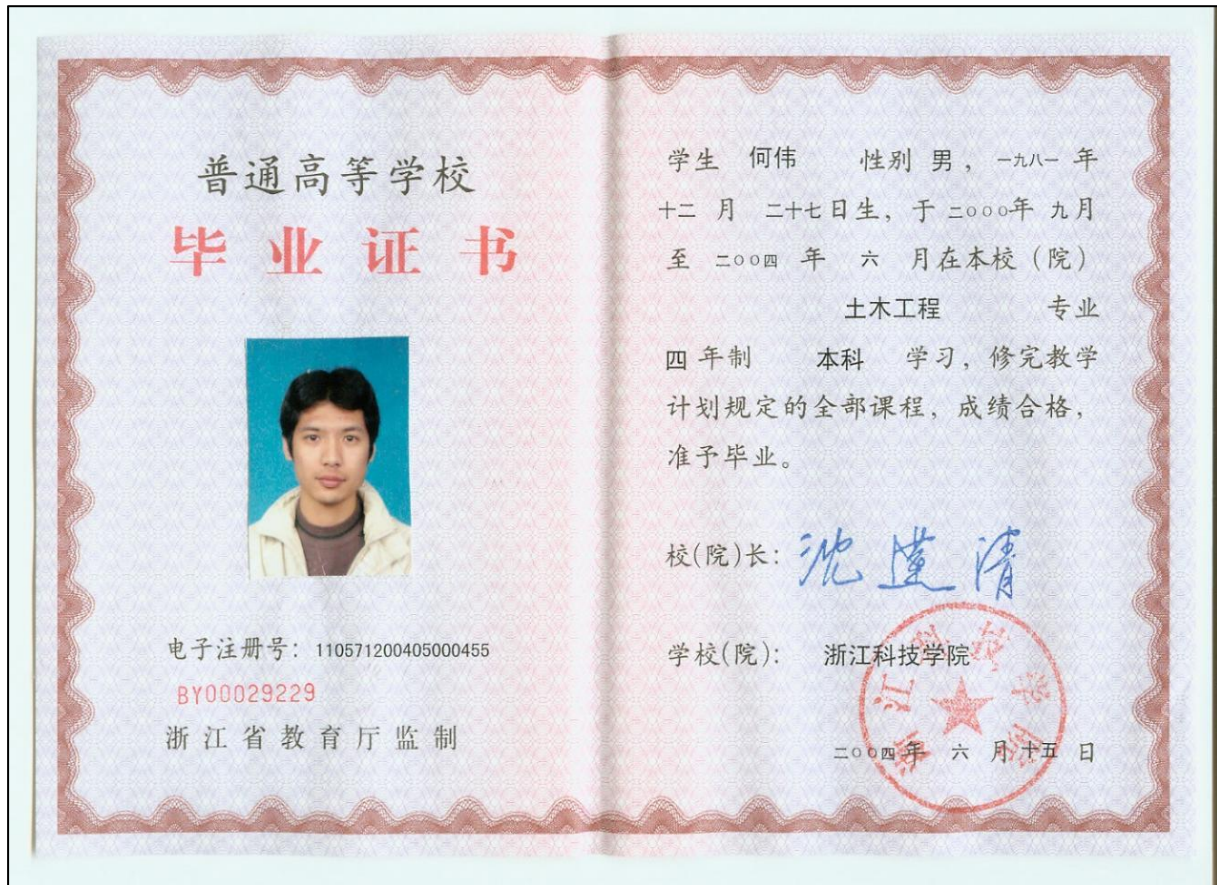 普通高等学校
毕业证书
电子注册号：110571200405000455
BY00029229
浙江省教育厅监制
学生 何伟 性别 男，一九八一 年
十二 月 二十七日生，于 二〇〇〇年 九月
至 二〇〇四 年 六 月在本校（院）
土木工程 专业
四 年制 本科 学习，修完教学
计划规定的全部课程，成绩合格，
准予毕业。
校(院)长：
学校(院)： 浙江科技学院
浙江科技学院
二〇〇四 年 六 月 十五 日